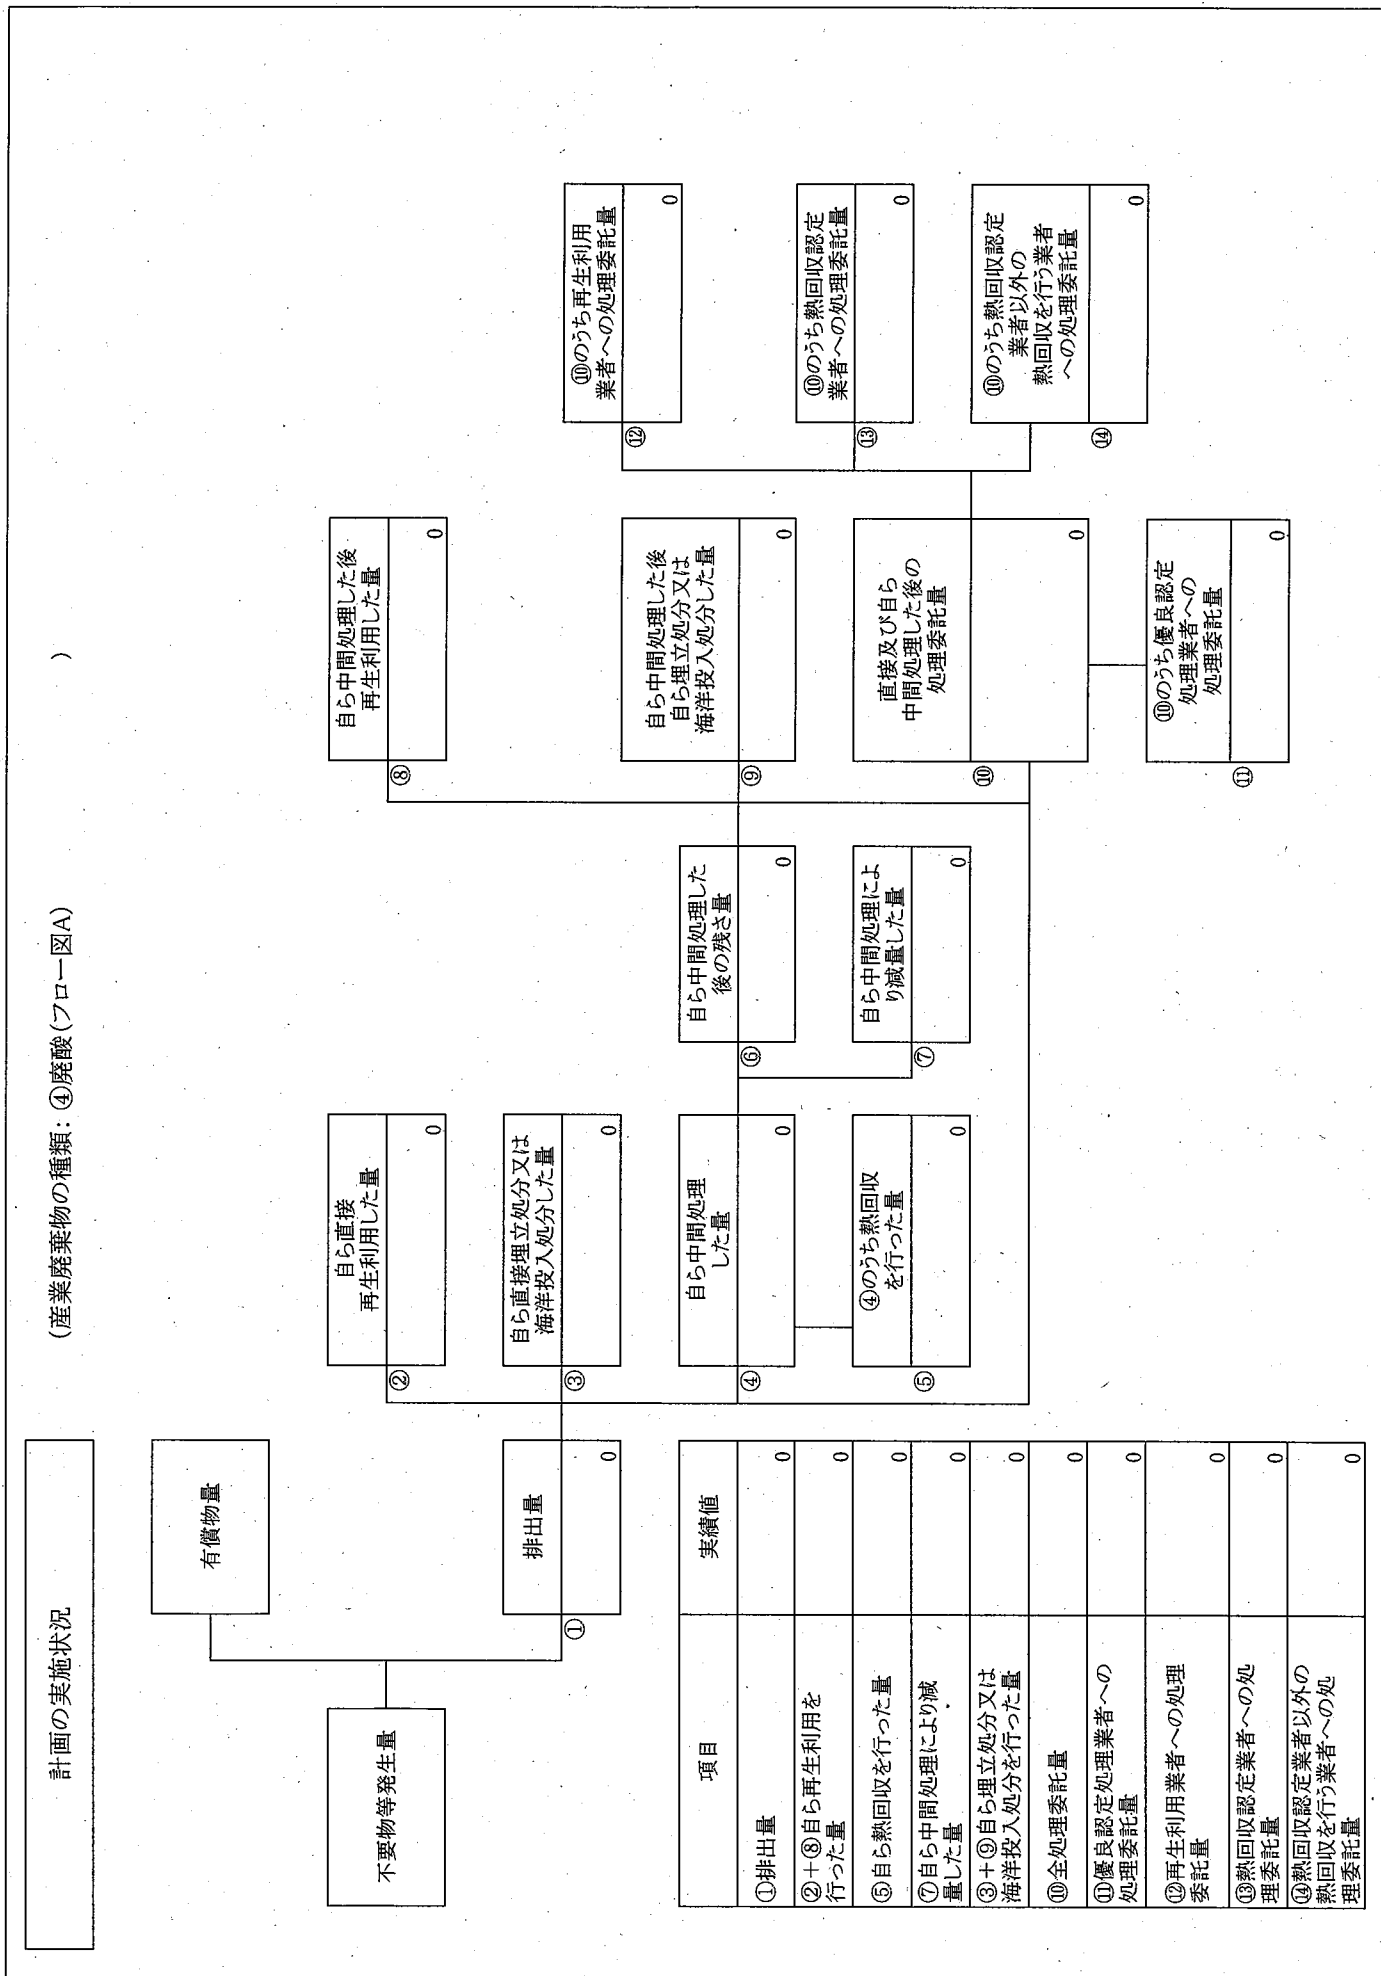 計画の実施状況
(産業廃棄物の種類：④廃酸(フロー図A)
)
不要物等発生量
有償物量
①
排出量
0
②
自ら直接
再生利用した量
0
③
自ら直接埋立処分又は
海洋投入処分した量
0
④
自ら中間処理
した量
0
⑤
④のうち熱回収
を行った量
0
⑥
自ら中間処理した
後の残さ量
0
⑦
自ら中間処理によ
り減量した量
0
⑧
自ら中間処理した後
再生利用した量
0
⑨
自ら中間処理した後
自ら埋立処分又は
海洋投入処分した量
0
⑩
直接及び自ら
中間処理した後の
処理委託量
0
⑪
⑩のうち優良認定
処理業者への
処理委託量
0
⑫
⑩のうち再生利用
業者への処理委託量
0
⑬
⑩のうち熱回収認定
業者への処理委託量
0
⑭
⑩のうち熱回収認定
業者以外の
熱回収を行う業者
への処理委託量
0
項目 実績値
①排出量 0
②＋⑧自ら再生利用を
行った量 0
⑤自ら熱回収を行った量 0
⑦自ら中間処理により減
量した量 0
③＋⑨自ら埋立処分又は
海洋投入処分を行った量 0
⑩全処理委託量 0
⑪優良認定処理業者への
処理委託量 0
⑫再生利用業者への処理
委託量 0
⑬熱回収認定業者への処
理委託量 0
⑭熱回収認定業者以外の
熱回収を行う業者への処
理委託量 0